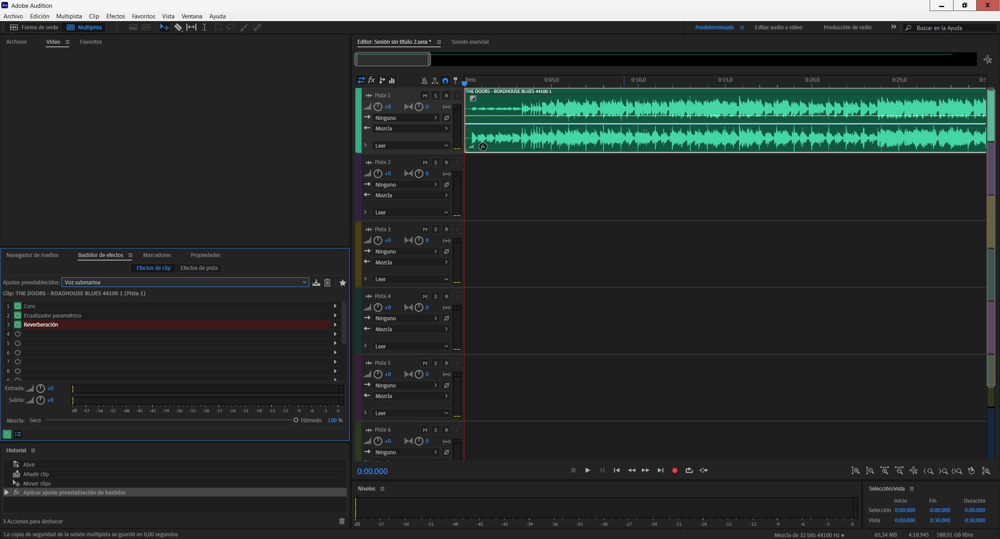 Adobe Audition
Archivo Edición Multipista Clip Efectos Favoritos Vista Ventana Ayuda
Forma de onda Multipista
Predeterminado Editar audio a vídeo Producción de radio Buscar en la Ayuda
Archivos Vídeo Favoritos
Editor: Sesión sin título 2.sesx * Sonido esencial
hms 0:05,0 0:10,0 0:15,0 0:20,0 0:25,0 0:3
THE DOORS - ROADHOUSE BLUES 44100 1
Pista 1 M S R I
+0 0
Ninguno
Mezcla
Leer
fx
Pista 2 M S R I
+0 0
Ninguno
Mezcla
Leer
Pista 3 M S R I
+0 0
Ninguno
Mezcla
Leer
Pista 4 M S R I
+0 0
Ninguno
Mezcla
Leer
Pista 5 M S R I
+0 0
Ninguno
Mezcla
Leer
Pista 6 M S R I
+0 0
Ninguno
Navegador de medios Bastidor de efectos Marcadores Propiedades
Efectos de clip Efectos de pista
Ajustes preestablecidos: Voz submarina
Clip: THE DOORS - ROADHOUSE BLUES 44100 1 (Pista 1)
1 Coro
2 Ecualizador paramétrico
3 Reverberación
4
5
6
7
8
9
Entrada: +0
Salida: +0
dB -57 -54 -51 -48 -45 -42 -39 -36 -33 -30 -27 -24 -21 -18 -15 -12 -9 -6 -3 0
Mezcla: Seco Húmedo 100 %
Historial
Abrir
Añadir clip
Mover clips
fx Aplicar ajuste preestablecido de bastidor
3 Acciones para deshacer
0:00.000
Niveles
dB -57 -54 -51 -48 -45 -42 -39 -36 -33 -30 -27 -24 -21 -18 -15 -12 -9 -6 -3 0
Selección/vista
Inicio Fin Duración
Selección 0:00.000 0:00.000 0:00.000
Vista 0:00.000 0:30.000 0:30.000
La copia de seguridad de la sesión multipista se guardó en 0,00 segundos
Mezcla de 32 bits 44100 Hz ● 65,34 MB 4:18.945 588,01 GB libre